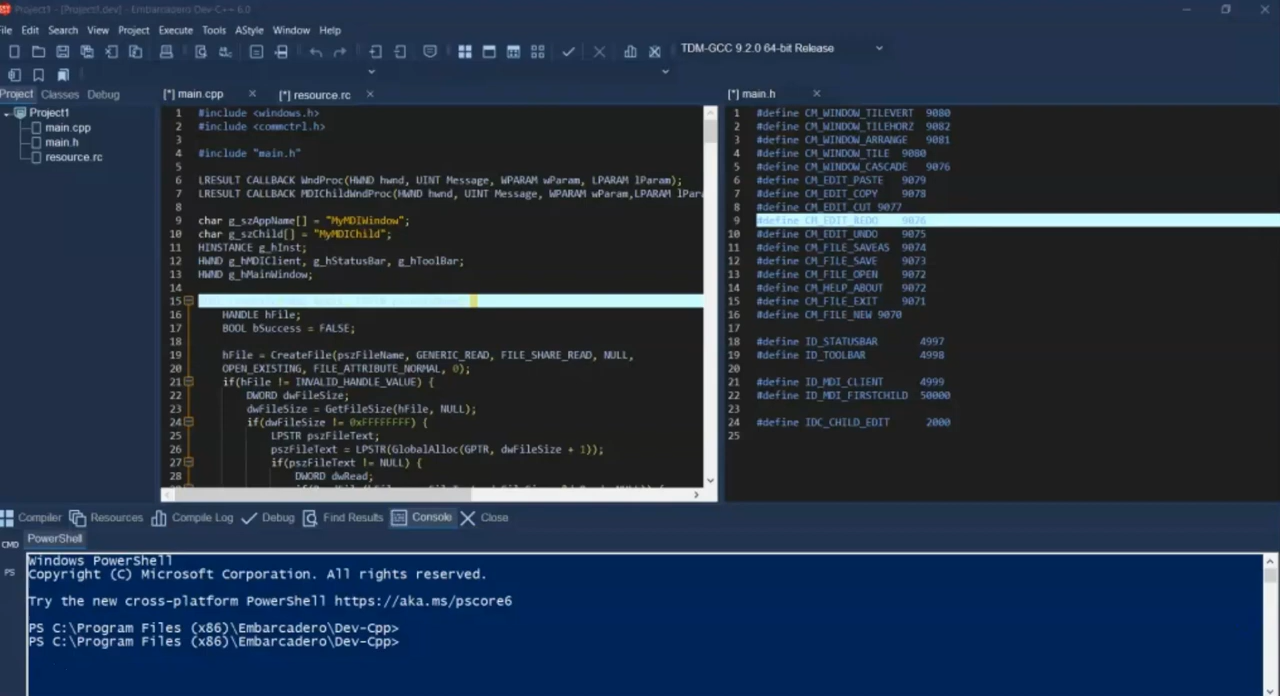 Project1 - [Project1.dev] - Embarcadero Dev-C++ 6.0
File Edit Search View Project Execute Tools AStyle Window Help
TDM-GCC 9.2.0 64-bit Release
Project Classes Debug
[*] main.cpp
[*] resource.rc
[*] main.h
Project1
main.cpp
main.h
resource.rc
1 #include <windows.h>
2 #include <commctrl.h>
3
4 #include "main.h"
5
6 LRESULT CALLBACK WndProc(HWND hwnd, UINT Message, WPARAM wParam, LPARAM lParam);
7 LRESULT CALLBACK MDIChildWndProc(HWND hwnd, UINT Message, WPARAM wParam,LPARAM lPar
8
9 char g_szAppName[] = "MyMDIWindow";
10 char g_szChild[] = "MyMDIChild";
11 HINSTANCE g_hInst;
12 HWND g_hMDIClient, g_hStatusBar, g_hToolBar;
13 HWND g_hMainWindow;
14
15
16 HANDLE hFile;
17 BOOL bSuccess = FALSE;
18
19 hFile = CreateFile(pszFileName, GENERIC_READ, FILE_SHARE_READ, NULL,
20 OPEN_EXISTING, FILE_ATTRIBUTE_NORMAL, 0);
21 if(hFile != INVALID_HANDLE_VALUE) {
22 DWORD dwFileSize;
23 dwFileSize = GetFileSize(hFile, NULL);
24 if(dwFileSize != 0xFFFFFFFF) {
25 LPSTR pszFileText;
26 pszFileText = LPSTR(GlobalAlloc(GPTR, dwFileSize + 1));
27 if(pszFileText != NULL) {
28 DWORD dwRead;
1 #define CM_WINDOW_TILEVERT 9080
2 #define CM_WINDOW_TILEHORZ 9082
3 #define CM_WINDOW_ARRANGE 9081
4 #define CM_WINDOW_TILE 9080
5 #define CM_WINDOW_CASCADE 9076
6 #define CM_EDIT_PASTE 9079
7 #define CM_EDIT_COPY 9078
8 #define CM_EDIT_CUT 9077
9 #define CM_EDIT_REDO 9076
10 #define CM_EDIT_UNDO 9075
11 #define CM_FILE_SAVEAS 9074
12 #define CM_FILE_SAVE 9073
13 #define CM_FILE_OPEN 9072
14 #define CM_HELP_ABOUT 9072
15 #define CM_FILE_EXIT 9071
16 #define CM_FILE_NEW 9070
17
18 #define ID_STATUSBAR 4997
19 #define ID_TOOLBAR 4998
20
21 #define ID_MDI_CLIENT 4999
22 #define ID_MDI_FIRSTCHILD 50000
23
24 #define IDC_CHILD_EDIT 2000
25
Compiler Resources Compile Log Debug Find Results Console Close
CMD
PS
PowerShell
Windows PowerShell
Copyright (C) Microsoft Corporation. All rights reserved.
Try the new cross-platform PowerShell https://aka.ms/pscore6
PS C:\Program Files (x86)\Embarcadero\Dev-Cpp>
PS C:\Program Files (x86)\Embarcadero\Dev-Cpp>